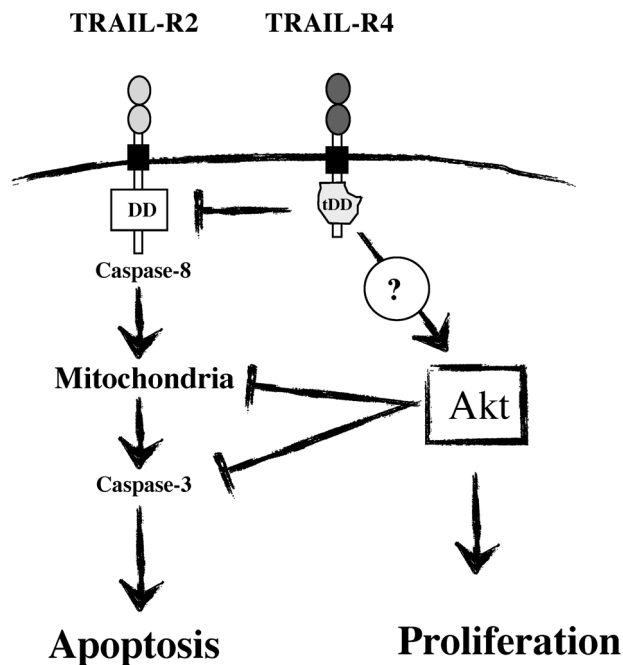 TRAIL-R2 TRAIL-R4
DD
tDD
Caspase-8
?
Mitochondria
Akt
Caspase-3
Apoptosis
Proliferation